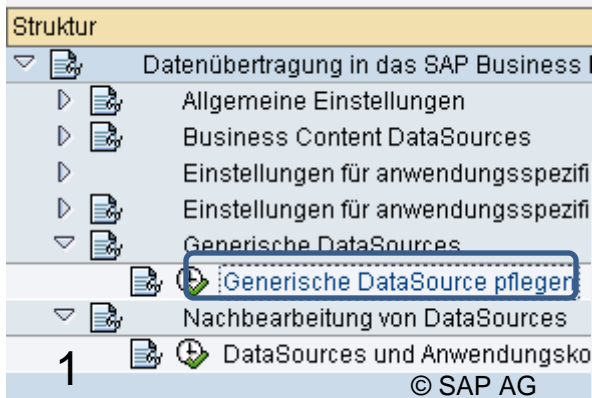 Struktur
Datenübertragung in das SAP Business
Allgemeine Einstellungen
Business Content DataSources
Einstellungen für anwendungsspezifi
Einstellungen für anwendungsspezifi
Generische DataSources
Generische DataSource pflegen
Nachbearbeitung von DataSources
DataSources und Anwendungsko
1
© SAP AG